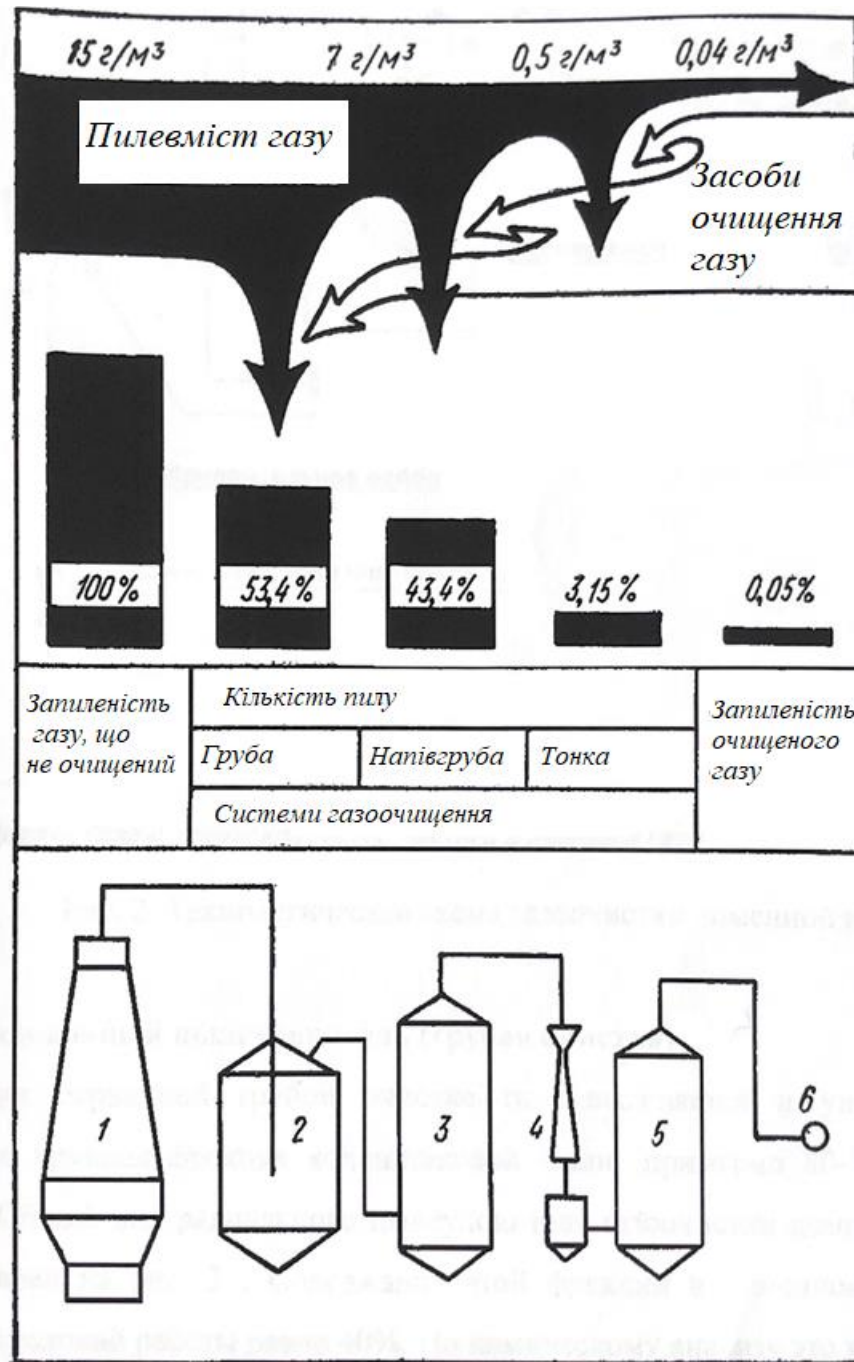 15 г/м³ 7 г/м³ 0,5 г/м³ 0,04 г/м³
Пилевміст газу
Засоби
очищення
газу
100% 53,4% 43,4% 3,15% 0,05%
Запиленість
газу, що
не очищений
Кількість пилу
Груба Напівгруба Тонка
Системи газоочищення
Запиленість
очищеного
газу
1 2 3 4 5 6